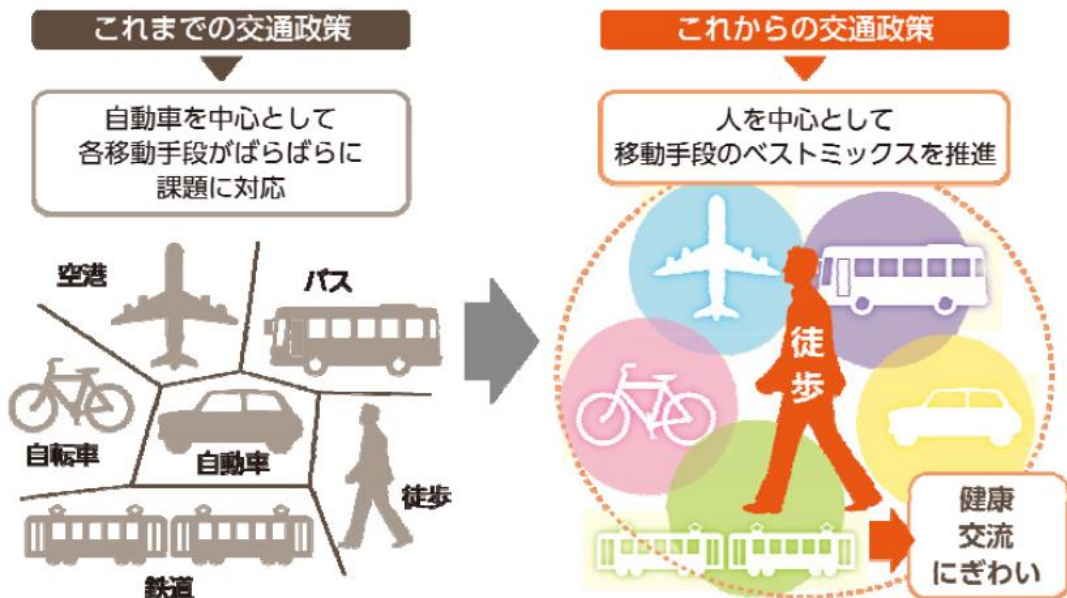 これまでの交通政策
自動車を中心として
各移動手段がばらばらに
課題に対応
空港
バス
自転車
自動車
徒歩
鉄道
これからの交通政策
人を中心として
移動手段のベストミックスを推進
徒歩
健康
交流
にぎわい